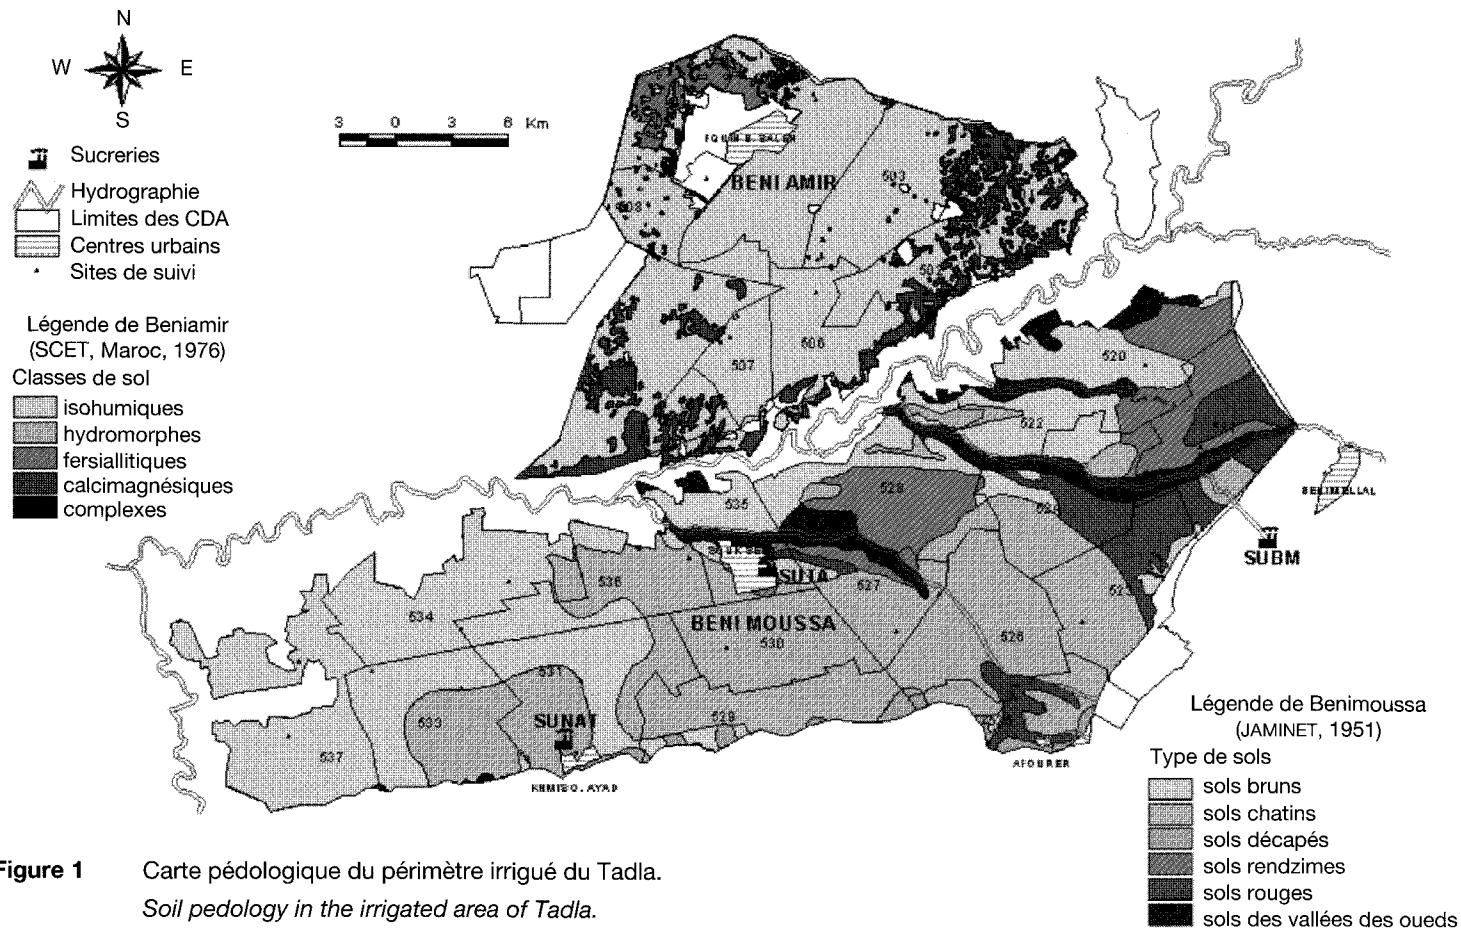 N
W E
S
3 0 3 6 Km
Sucreries
Hydrographie
Limites des CDA
Centres urbains
Sites de suivi
Légende de Beniamir
(SCET, Maroc, 1976)
Classes de sol
isohumiques
hydromorphes
fersiallitiques
calcimagnésiques
complexes
BENI AMIR
503
508
506
537
520
522
528
535
SUBM
SUTA
527
536
534
BENI MOUSSA
530
526
531
SUNAT
533
529
537
AFOURER
Légende de Benimoussa
(JAMINET, 1951)
Type de sols
sols bruns
sols chatins
sols décapés
sols rendzimes
sols rouges
sols des vallées des oueds
Figure 1 Carte pédologique du périmètre irrigué du Tadla.
Soil pedology in the irrigated area of Tadla.